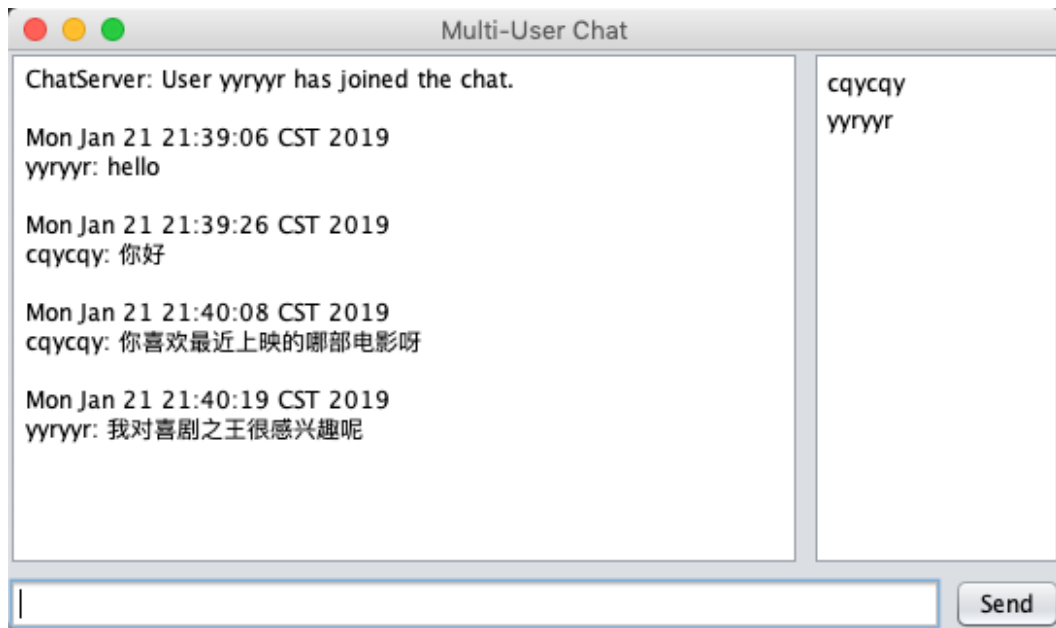 Multi-User Chat
ChatServer: User yyryyr has joined the chat.
Mon Jan 21 21:39:06 CST 2019
yyryyr: hello
Mon Jan 21 21:39:26 CST 2019
cqycqy: 你好
Mon Jan 21 21:40:08 CST 2019
cqycqy: 你喜欢最近上映的哪部电影呀
Mon Jan 21 21:40:19 CST 2019
yyryyr: 我对喜剧之王很感兴趣呢
cqycqy
yyryyr
Send